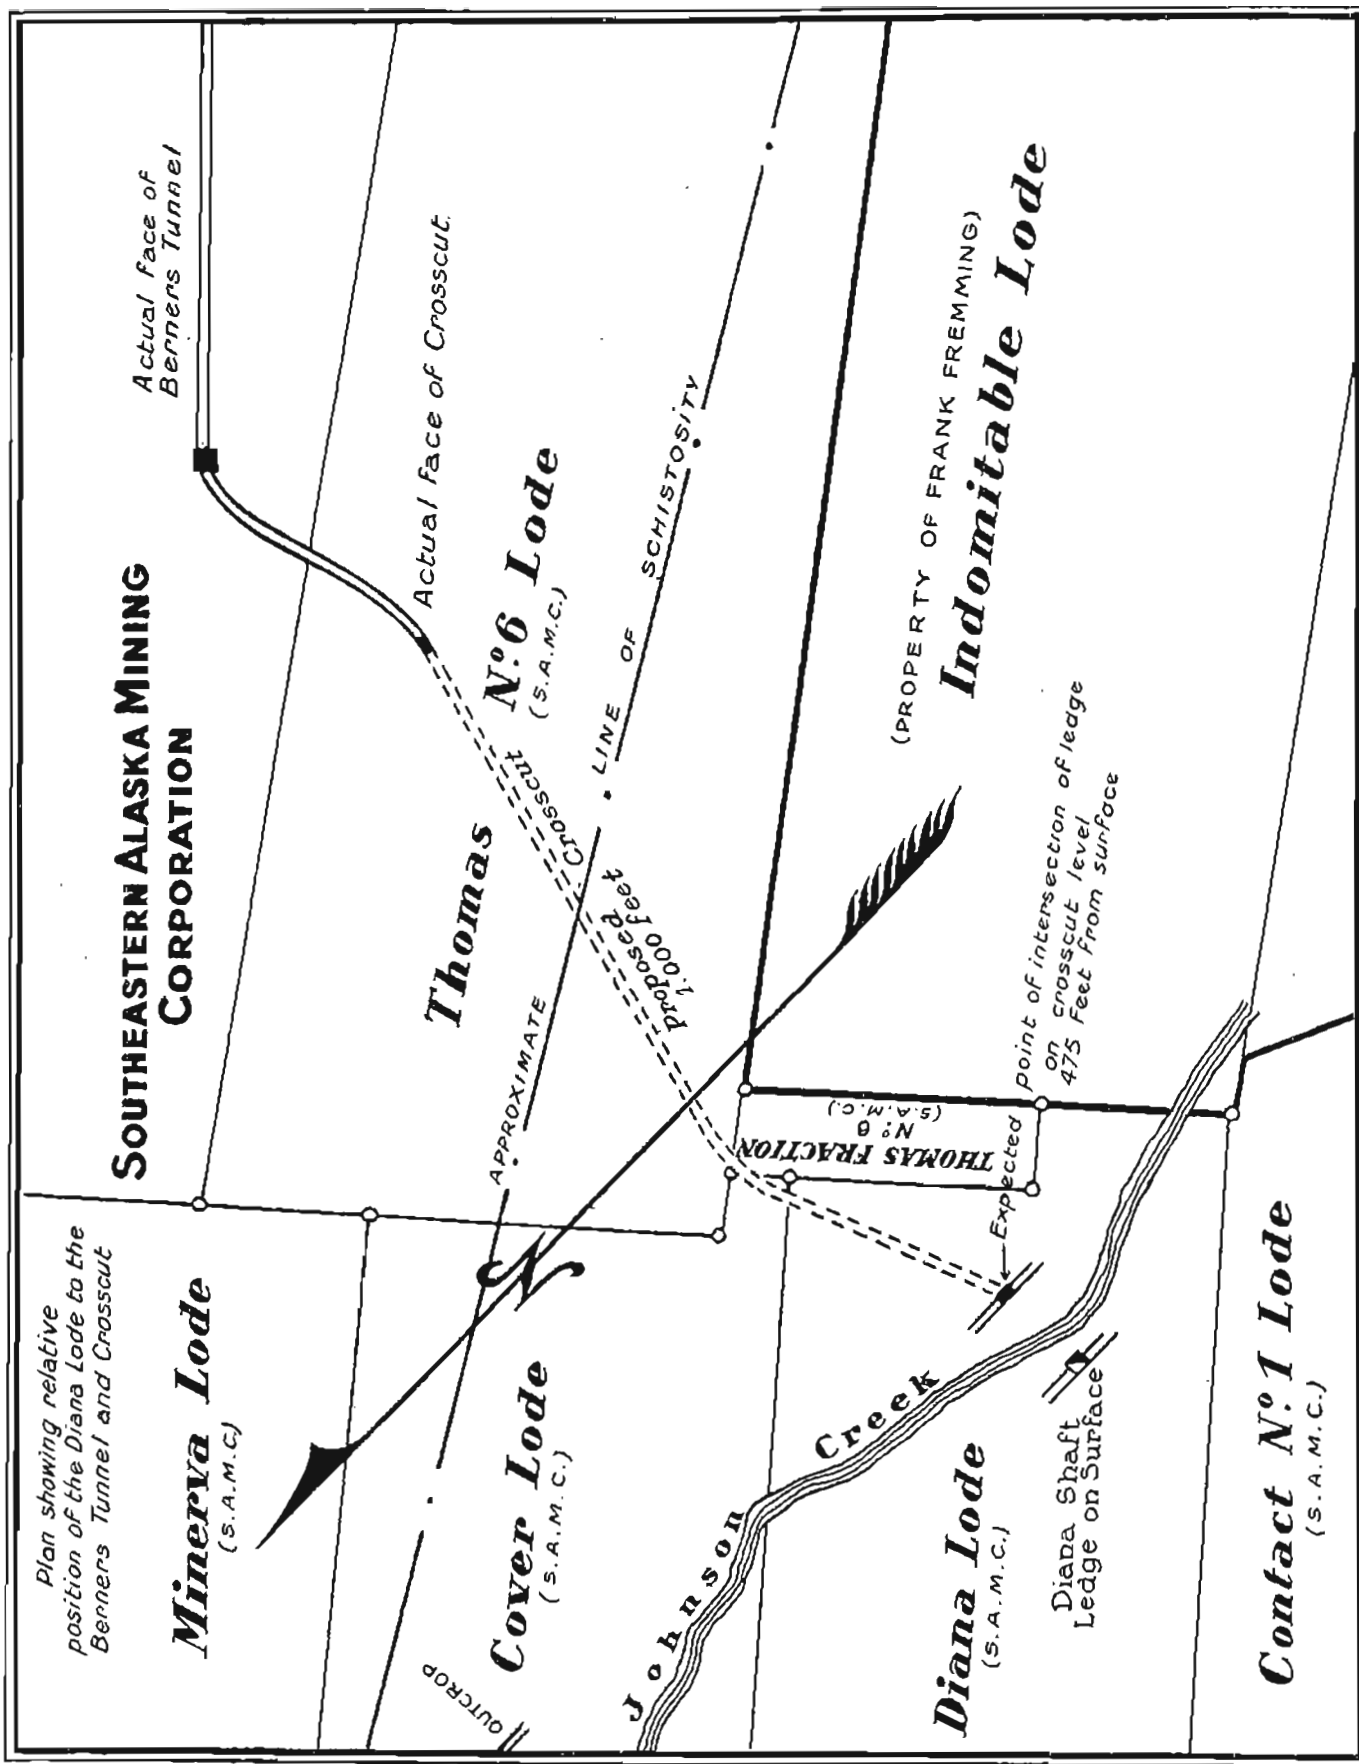 Plan showing relative
position of the Diana Lode to the
Berners Tunnel and Crosscut
SOUTHEASTERN ALASKA MINING
CORPORATION
Actual Face of
Berners Tunnel
Minerva Lode
(S.A.M.C.)
Thomas Nº 6 Lode
(S.A.M.C.)
Actual Face of Crosscut.
Proposed Crosscut
1,000 feet
APPROXIMATE LINE OF SCHISTOSITY
N
OUTCROP
Cover Lode
(S.A.M.C.)
Johnson Creek
THOMAS FRACTION
Nº 6
(S.A.M.C.)
(PROPERTY OF FRANK FREMMING)
Indomitable Lode
Expected point of intersection of ledge
on crosscut level
475 Feet From surface
Diana Lode
(S.A.M.C.)
Diana Shaft
Ledge on Surface
Contact Nº 1 Lode
(S.A.M.C.)